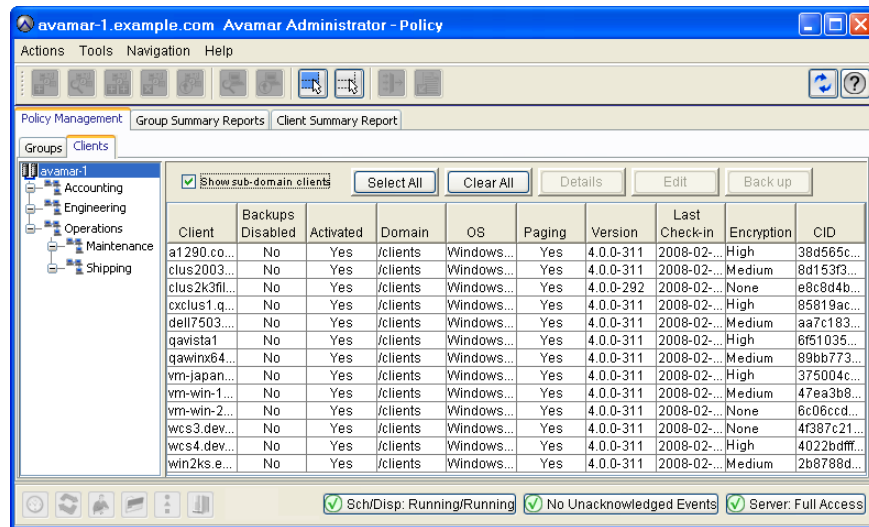 avamar-1.example.com Avamar Administrator - Policy
Actions Tools Navigation Help
Policy Management Group Summary Reports Client Summary Report
Groups Clients
avamar-1
Accounting
Engineering
Operations
Maintenance
Shipping
Show sub-domain clients Select All Clear All Details Edit Back up
Client Backups Disabled Activated Domain OS Paging Version Last Check-in Encryption CID
a1290.co... No Yes /clients Windows... Yes 4.0.0-311 2008-02-... High 38d565c...
clus2003... No Yes /clients Windows... Yes 4.0.0-311 2008-02-... Medium 8d153f3...
clus2k3fil... No Yes /clients Windows... Yes 4.0.0-292 2008-02-... None e8c8d4b...
cxclus1.q... No Yes /clients Windows... Yes 4.0.0-311 2008-02-... High 85819ac...
dell7503.... No Yes /clients Windows... Yes 4.0.0-311 2008-02-... Medium aa7c183...
qavista1 No Yes /clients Windows... Yes 4.0.0-311 2008-02-... High 6f51035...
qawinx64... No Yes /clients Windows... Yes 4.0.0-311 2008-02-... Medium 89bb773...
vm-japan... No Yes /clients Windows... Yes 4.0.0-311 2008-02-... High 375004c...
vm-win-1... No Yes /clients Windows... Yes 4.0.0-311 2008-02-... Medium 47ea3b8...
vm-win-2... No Yes /clients Windows... Yes 4.0.0-311 2008-02-... None 6c06ccd...
wcs3.dev... No Yes /clients Windows... Yes 4.0.0-311 2008-02-... None 4f387c21...
wcs4.dev... No Yes /clients Windows... Yes 4.0.0-311 2008-02-... High 4022bdfff...
win2ks.e... No Yes /clients Windows... Yes 4.0.0-311 2008-02-... Medium 2b8788d...
Sch/Disp: Running/Running No Unacknowledged Events Server: Full Access